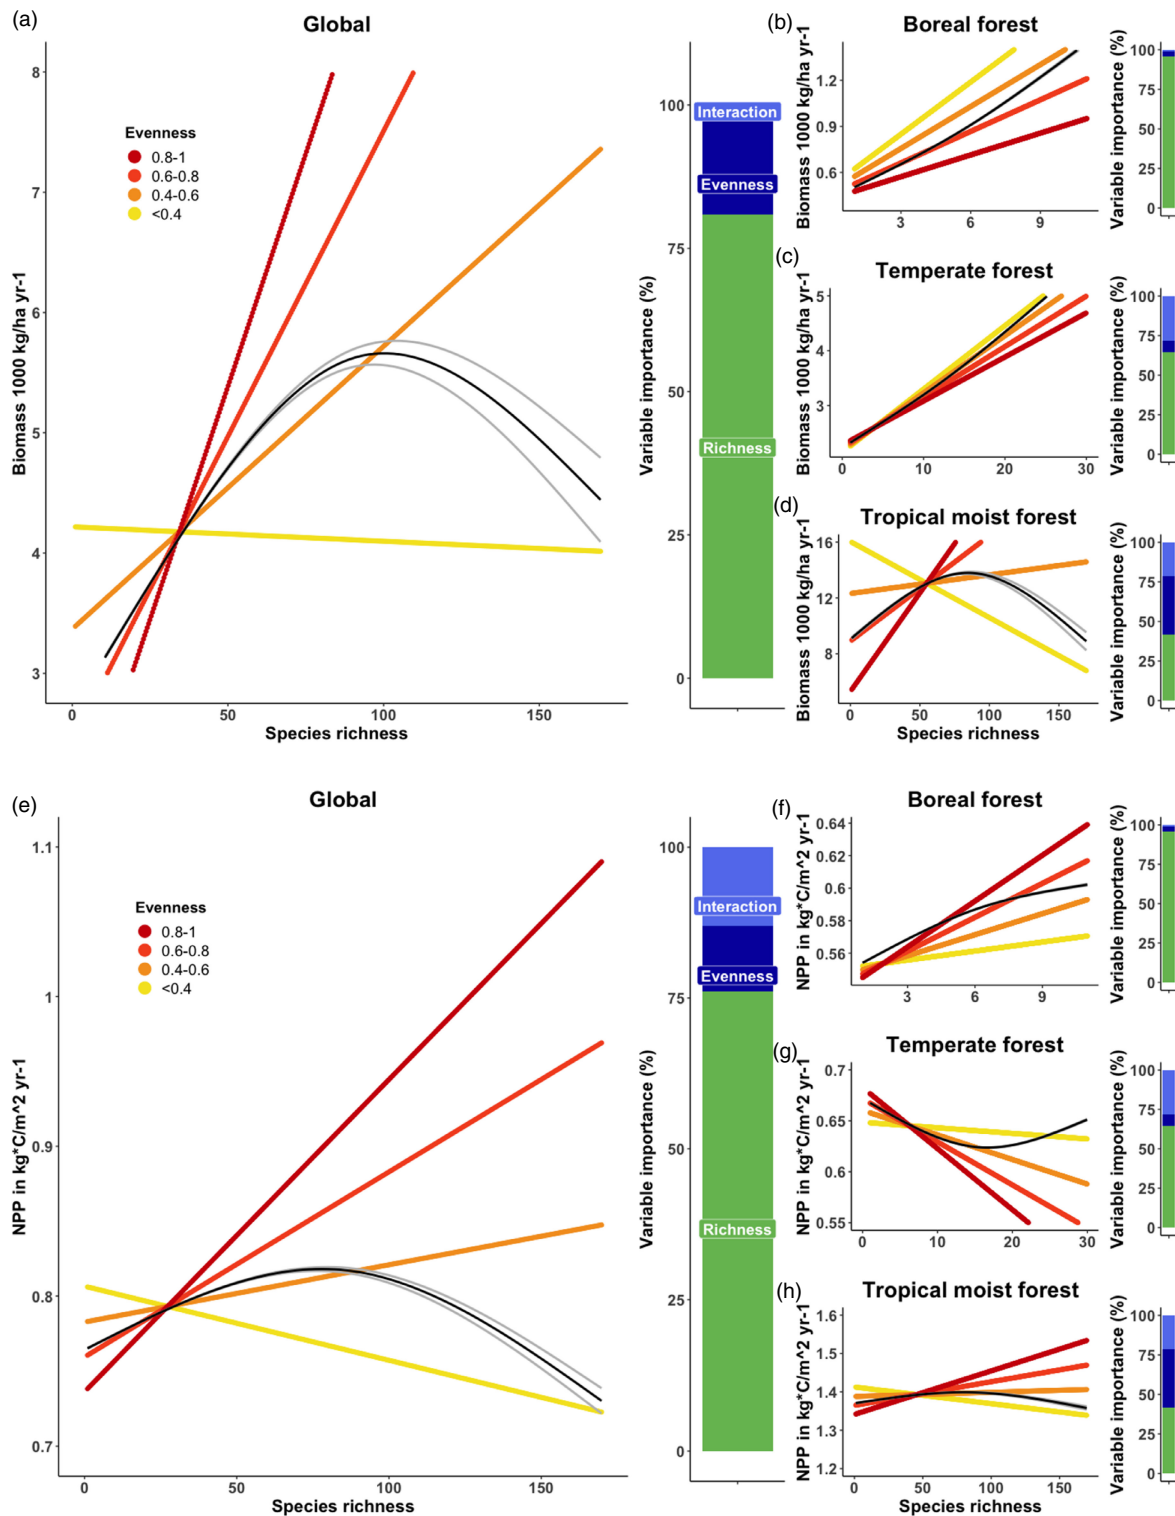 (a)
Global
Biomass 1000 kg/ha yr-1
8
7
6
5
4
3
Evenness
0.8-1
0.6-0.8
0.4-0.6
<0.4
0
50
100
150
Species richness
Variable importance (%)
100
75
50
25
0
Interaction
Evenness
Richness
(b)
Boreal forest
Biomass 1000 kg/ha yr-1
1.2
0.9
0.6
3
6
9
Variable importance (%)
100
75
50
25
0
(c)
Temperate forest
Biomass 1000 kg/ha yr-1
5
4
3
0
10
20
30
Variable importance (%)
100
75
50
25
0
(d)
Tropical moist forest
Biomass 1000 kg/ha yr-1
16
12
8
0
50
100
150
Species richness
Variable importance (%)
100
75
50
25
0
(e)
Global
NPP in kg*C/m^2 yr-1
1.1
1
0.9
0.8
0.7
Evenness
0.8-1
0.6-0.8
0.4-0.6
<0.4
0
50
100
150
Species richness
Variable importance (%)
100
75
50
25
0
Interaction
Evenness
Richness
(f)
Boreal forest
NPP in kg*C/m^2 yr-1
0.64
0.62
0.6
0.58
0.56
3
6
9
Variable importance (%)
100
75
50
25
0
(g)
Temperate forest
NPP in kg*C/m^2 yr-1
0.7
0.65
0.6
0.55
0
10
20
30
Variable importance (%)
100
75
50
25
0
(h)
Tropical moist forest
NPP in kg*C/m^2 yr-1
1.6
1.5
1.4
1.3
1.2
0
50
100
150
Species richness
Variable importance (%)
100
75
50
25
0